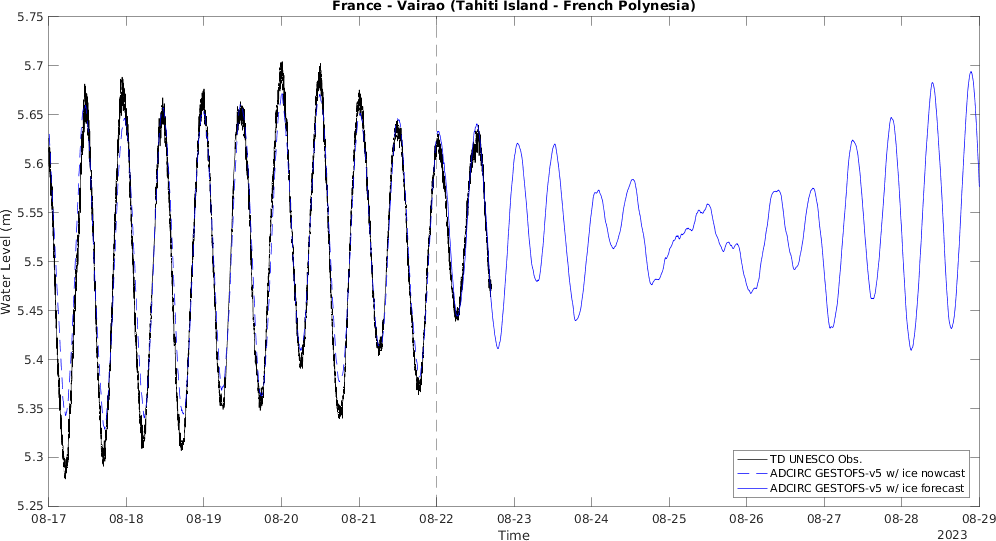 France - Vairao (Tahiti Island - French Polynesia)
5.75
5.7
5.65
5.6
5.55
5.5
5.45
5.4
5.35
5.3
5.25
Water Level (m)
TD UNESCO Obs.
ADCIRC GESTOFS-v5 w/ ice nowcast
ADCIRC GESTOFS-v5 w/ ice forecast
08-17 08-18 08-19 08-20 08-21 08-22 08-23 08-24 08-25 08-26 08-27 08-28 08-29
Time
2023